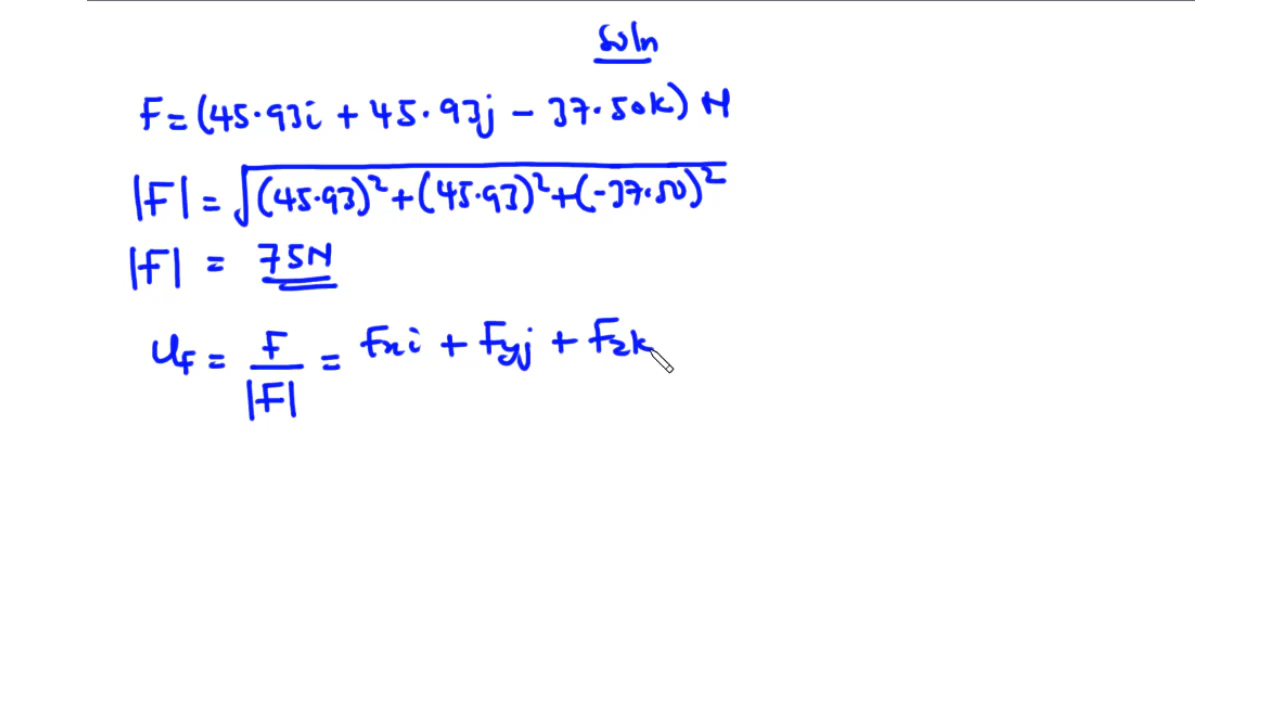 Soln
F = (45.93i + 45.93j - 37.50k) N
|F| = √(45.93)² + (45.93)² + (-37.50)²
|F| = 75N
U_F = F/|F| = Fxi + Fyj + Fzk